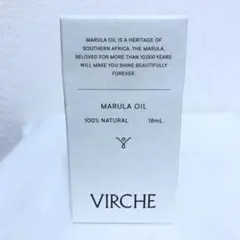 MARULA OIL IS A HERITAGE OF
SOUTHERN AFRICA. THE MARULA,
BELOVED FOR MORE THAN 10,000 YEARS
WILL MAKE YOU SHINE BEAUTIFULLY
FOREVER.
MARULA OIL
100% NATURAL 18mL
VIRCHE